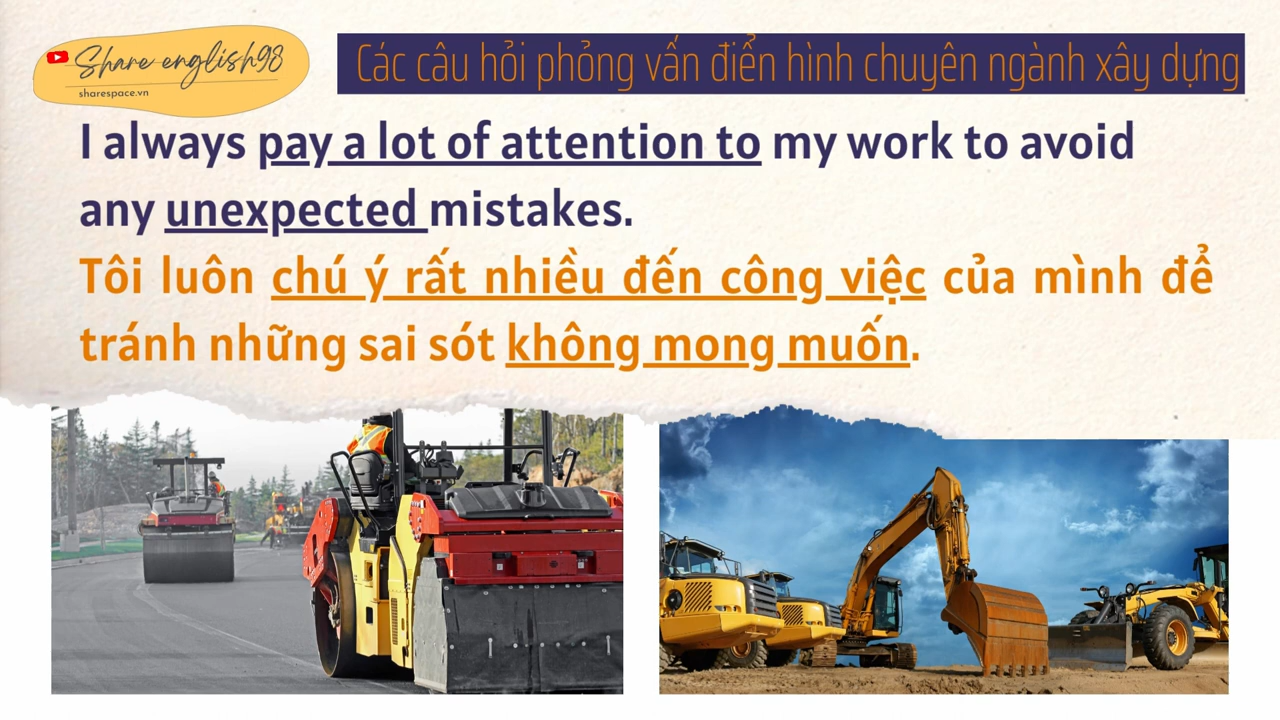 Share english98
sharespace.vn
Các câu hỏi phỏng vấn điển hình chuyên ngành xây dựng
I always pay a lot of attention to my work to avoid
any unexpected mistakes.
Tôi luôn chú ý rất nhiều đến công việc của mình để
tránh những sai sót không mong muốn.